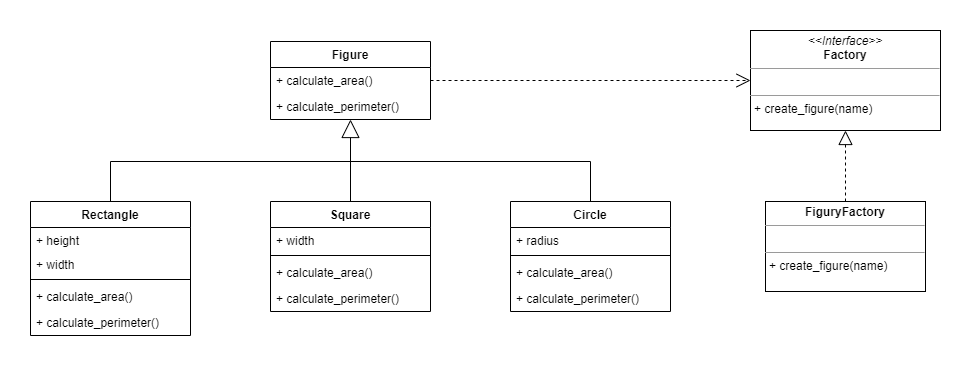 Figure
+ calculate_area()
+ calculate_perimeter()
<<Interface>>
Factory
+ create_figure(name)
Rectangle
+ height
+ width
+ calculate_area()
+ calculate_perimeter()
Square
+ width
+ calculate_area()
+ calculate_perimeter()
Circle
+ radius
+ calculate_area()
+ calculate_perimeter()
FiguryFactory
+ create_figure(name)